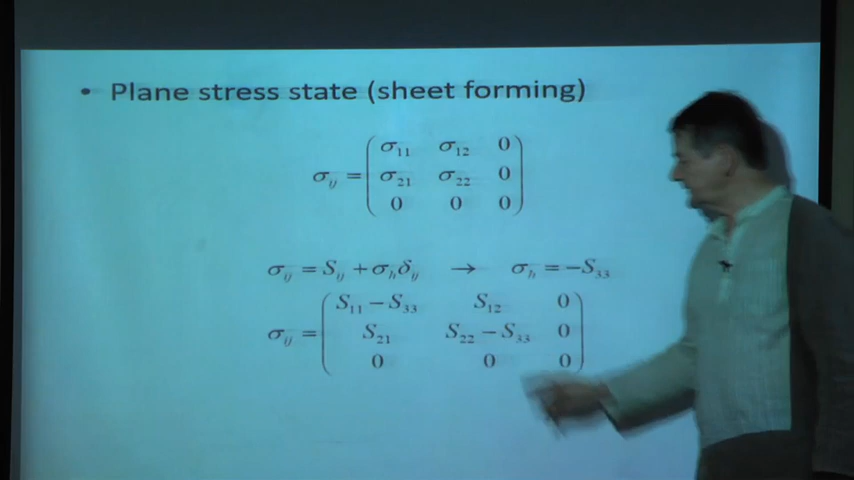 • Plane stress state (sheet forming)
σ₁₁ σ₁₂ 0
σᵢⱼ = σ₂₁ σ₂₂ 0
0 0 0
σᵢⱼ = Sᵢⱼ + σₕδᵢⱼ → σₕ = −S₃₃
S₁₁ − S₃₃ S₁₂ 0
σᵢⱼ = S₂₁ S₂₂ − S₃₃ 0
0 0 0